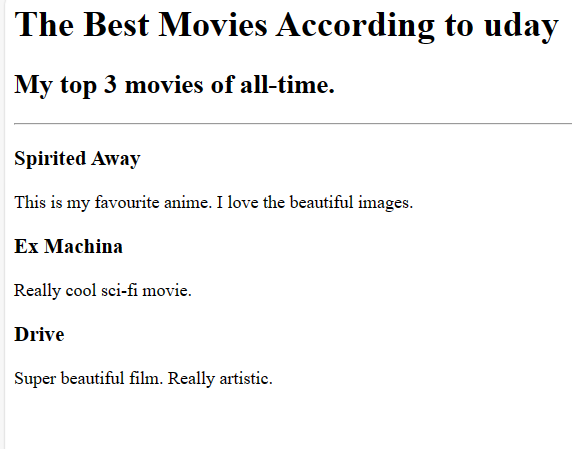 The Best Movies According to uday
My top 3 movies of all-time.
Spirited Away
This is my favourite anime. I love the beautiful images.
Ex Machina
Really cool sci-fi movie.
Drive
Super beautiful film. Really artistic.